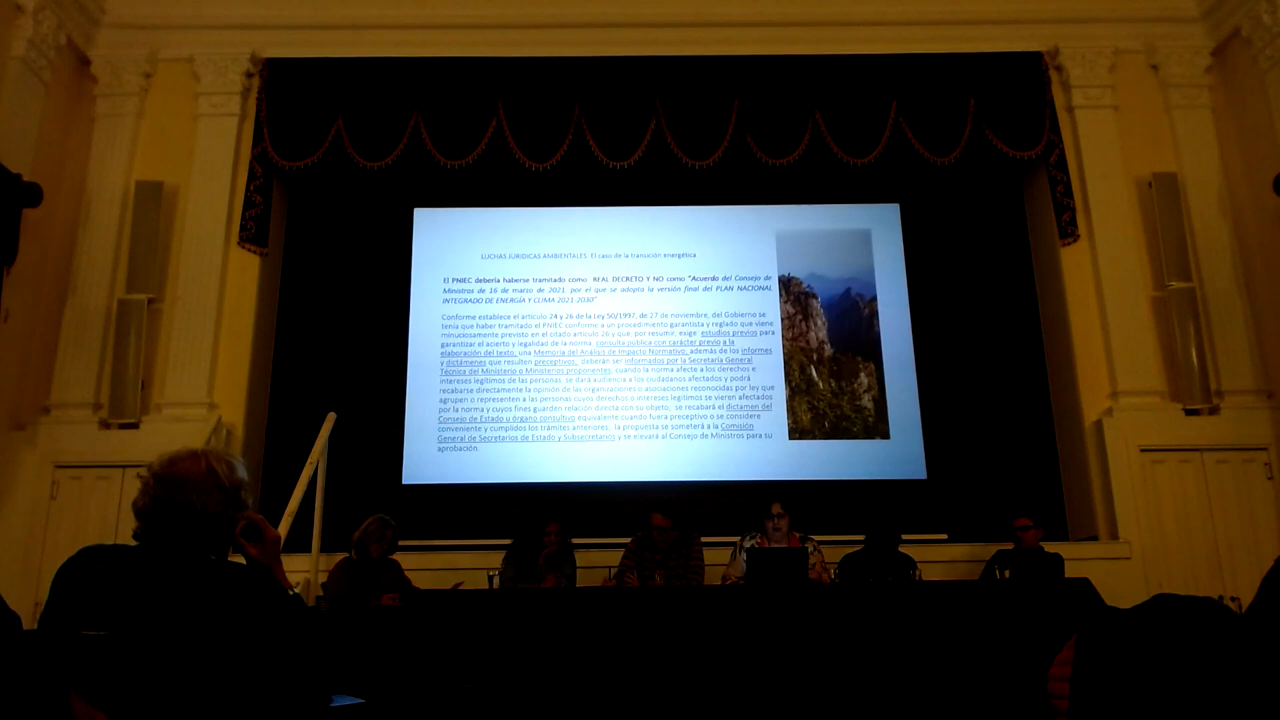 LUCHAS JURIDICAS AMBIENTALES. El caso de la transición energética
El PNIEC debería haberse tramitado como REAL DECRETO Y NO como "Acuerdo del Consejo de
Ministros de 16 de marzo de 2021, por el que se adopta la versión final del PLAN NACIONAL
INTEGRADO DE ENERGÍA Y CLIMA 2021-2030"
Conforme establece el artículo 24 y 26 de la Ley 50/1997, de 27 de noviembre, del Gobierno se
tenía que haber tramitado el PNIEC conforme a un procedimiento garantista y reglado que viene
minuciosamente previsto en el citado artículo 26 y que, por resumir, exige: estudios previos para
garantizar el acierto y legalidad de la norma, consulta pública con carácter previo a la
elaboración del texto, una Memoria del Análisis de Impacto Normativo, además de los informes
y dictámenes que resulten preceptivos, deberán ser informados por la Secretaría General
Técnica del Ministerio o Ministerios proponentes, cuando la norma afecte a los derechos e
intereses legítimos de las personas, se dará audiencia a los ciudadanos afectados y podrá
recabarse directamente la opinión de las organizaciones o asociaciones reconocidas por ley que
agrupen o representen a las personas cuyos derechos o intereses legítimos se vieren afectados
por la norma y cuyos fines guarden relación directa con su objeto, se recabará el dictamen del
Consejo de Estado u órgano consultivo equivalente cuando fuera preceptivo o se considere
conveniente y cumplidos los trámites anteriores, la propuesta se someterá a la Comisión
General de Secretarios de Estado y Subsecretarios y se elevará al Consejo de Ministros para su
aprobación.